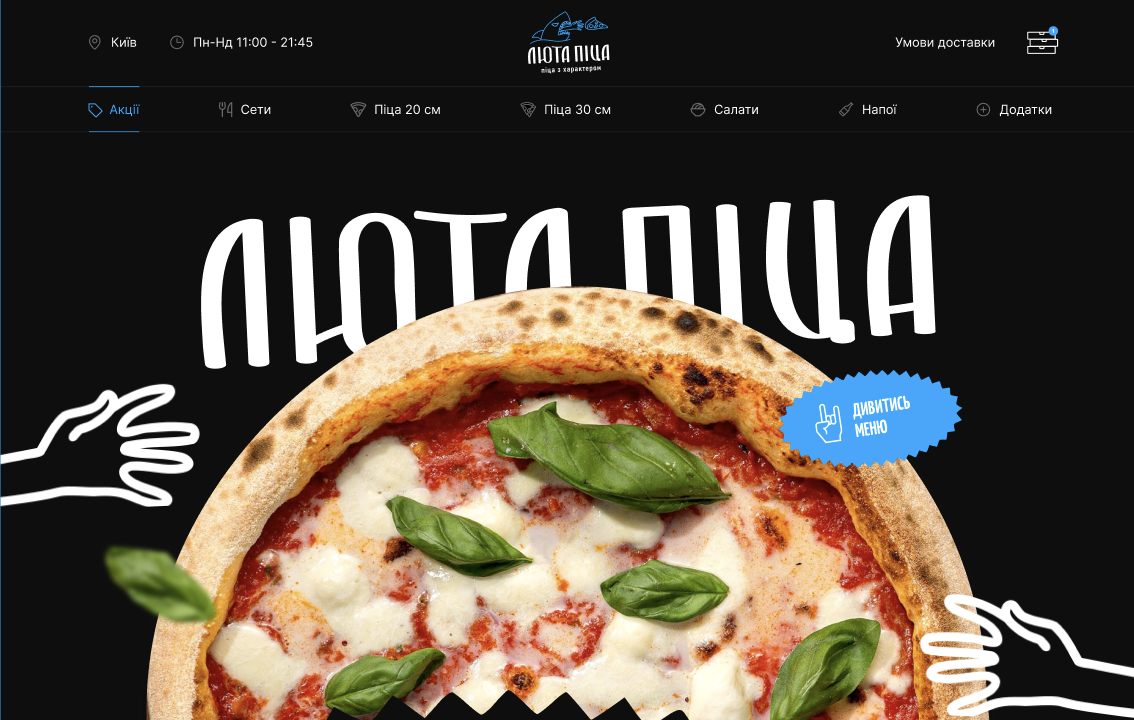 Київ
Пн-Нд 11:00 - 21:45
ЛЮТА ПІЦА
піца з характером
Умови доставки
1
Акції
Сети
Піца 20 см
Піца 30 см
Салати
Напої
Додатки
ЛЮТА ПІЦА
ДИВИТИСЬ
МЕНЮ